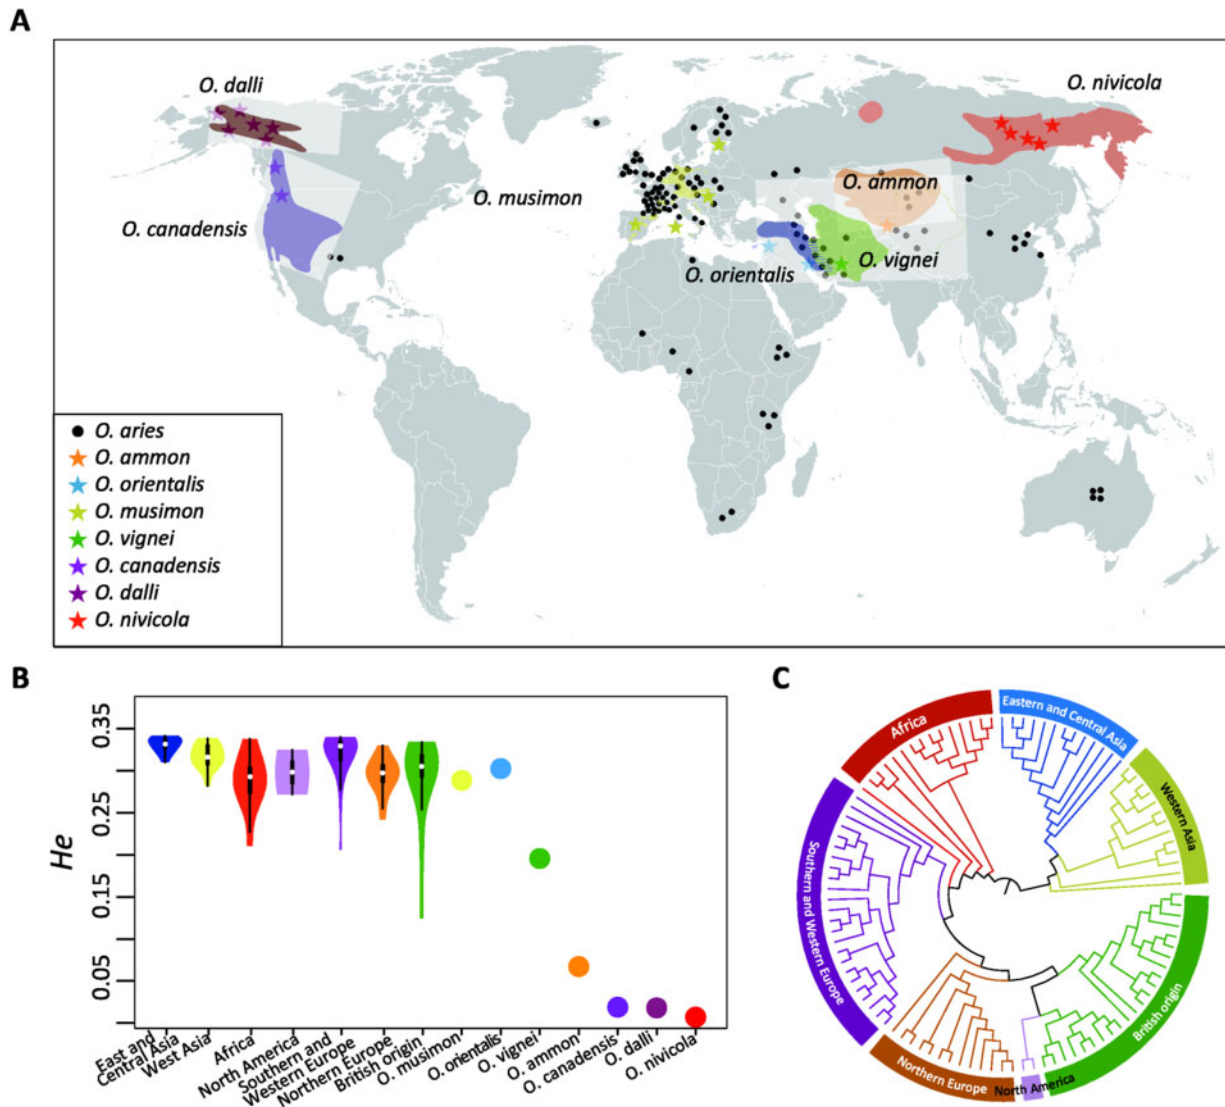 A
O. dalli
O. nivicola
O. ammon
O. musimon
O. canadensis
O. orientalis
O. vignei
O. aries
O. ammon
O. orientalis
O. musimon
O. vignei
O. canadensis
O. dalli
O. nivicola
B
He
0.35
0.25
0.15
0.05
East and
Central Asia
West Asia
Africa
North America
Southern and
Western Europe
Northern Europe
British origin
O. musimon
O. orientalis
O. vignei
O. ammon
O. canadensis
O. dalli
O. nivicola
C
Africa
Eastern and Central Asia
Western Asia
British origin
North America
Northern Europe
Southern and Western Europe